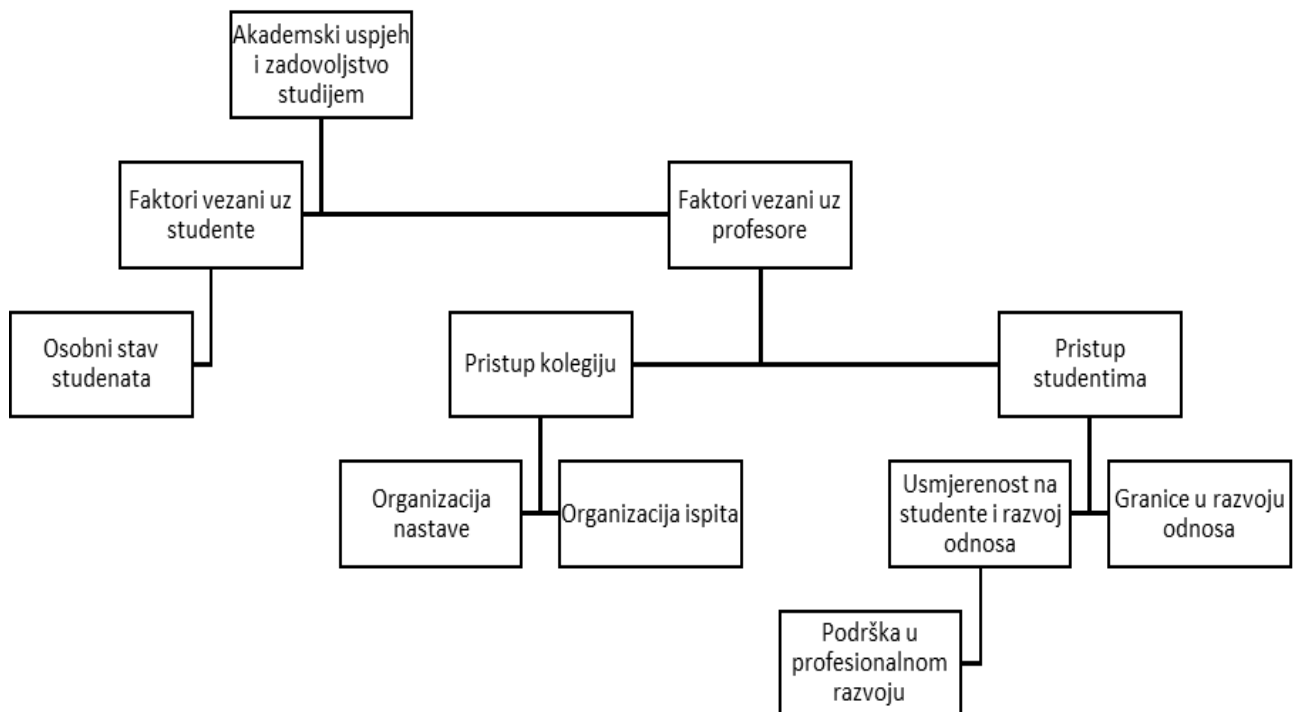 Akademski uspjeh
i zadovoljstvo
studijem
Faktori vezani uz
studente
Faktori vezani uz
profesore
Osobni stav
studenata
Pristup kolegiju
Pristup
studentima
Organizacija
nastave
Organizacija ispita
Usmjerenost na
studente i razvoj
odnosa
Granice u razvoju
odnosa
Podrška u
profesionalnom
razvoju